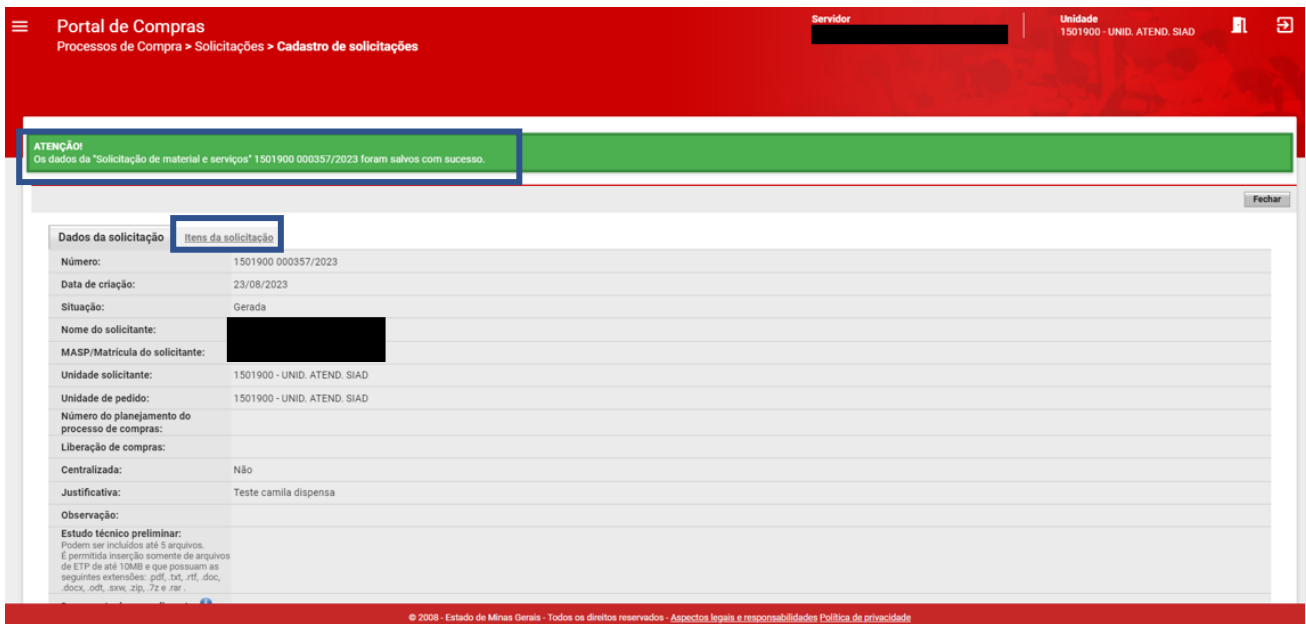 Portal de Compras
Processos de Compra > Solicitações > Cadastro de solicitações
Servidor
Unidade
1501900 - UNID. ATEND. SIAD
ATENÇÃO!
Os dados da "Solicitação de material e serviços" 1501900 000357/2023 foram salvos com sucesso.
Fechar
Dados da solicitação
Itens da solicitação
Número: 1501900 000357/2023
Data de criação: 23/08/2023
Situação: Gerada
Nome do solicitante:
MASP/Matrícula do solicitante:
Unidade solicitante: 1501900 - UNID. ATEND. SIAD
Unidade de pedido: 1501900 - UNID. ATEND. SIAD
Número do planejamento do
processo de compras:
Liberação de compras:
Centralizada: Não
Justificativa: Teste camila dispensa
Observação:
Estudo técnico preliminar:
Podem ser incluídos até 5 arquivos.
É permitida inserção somente de arquivos
de ETP de até 10MB e que possuam as
seguintes extensões: .pdf, .txt, .rtf, .doc,
.docx, .odt, .sxw, .zip, .7z e .rar .
© 2008 - Estado de Minas Gerais - Todos os direitos reservados - Aspectos legais e responsabilidades Política de privacidade